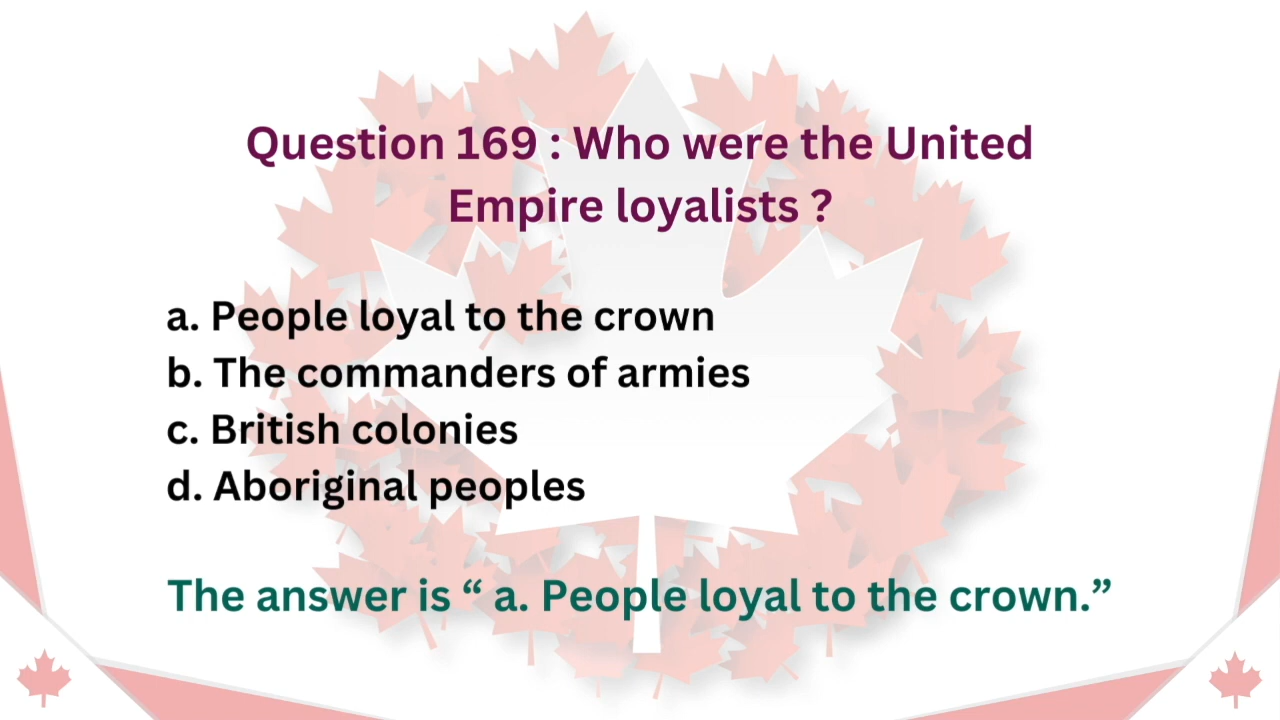 Question 169 : Who were the United
Empire loyalists ?
a. People loyal to the crown
b. The commanders of armies
c. British colonies
d. Aboriginal peoples
The answer is “ a. People loyal to the crown.”